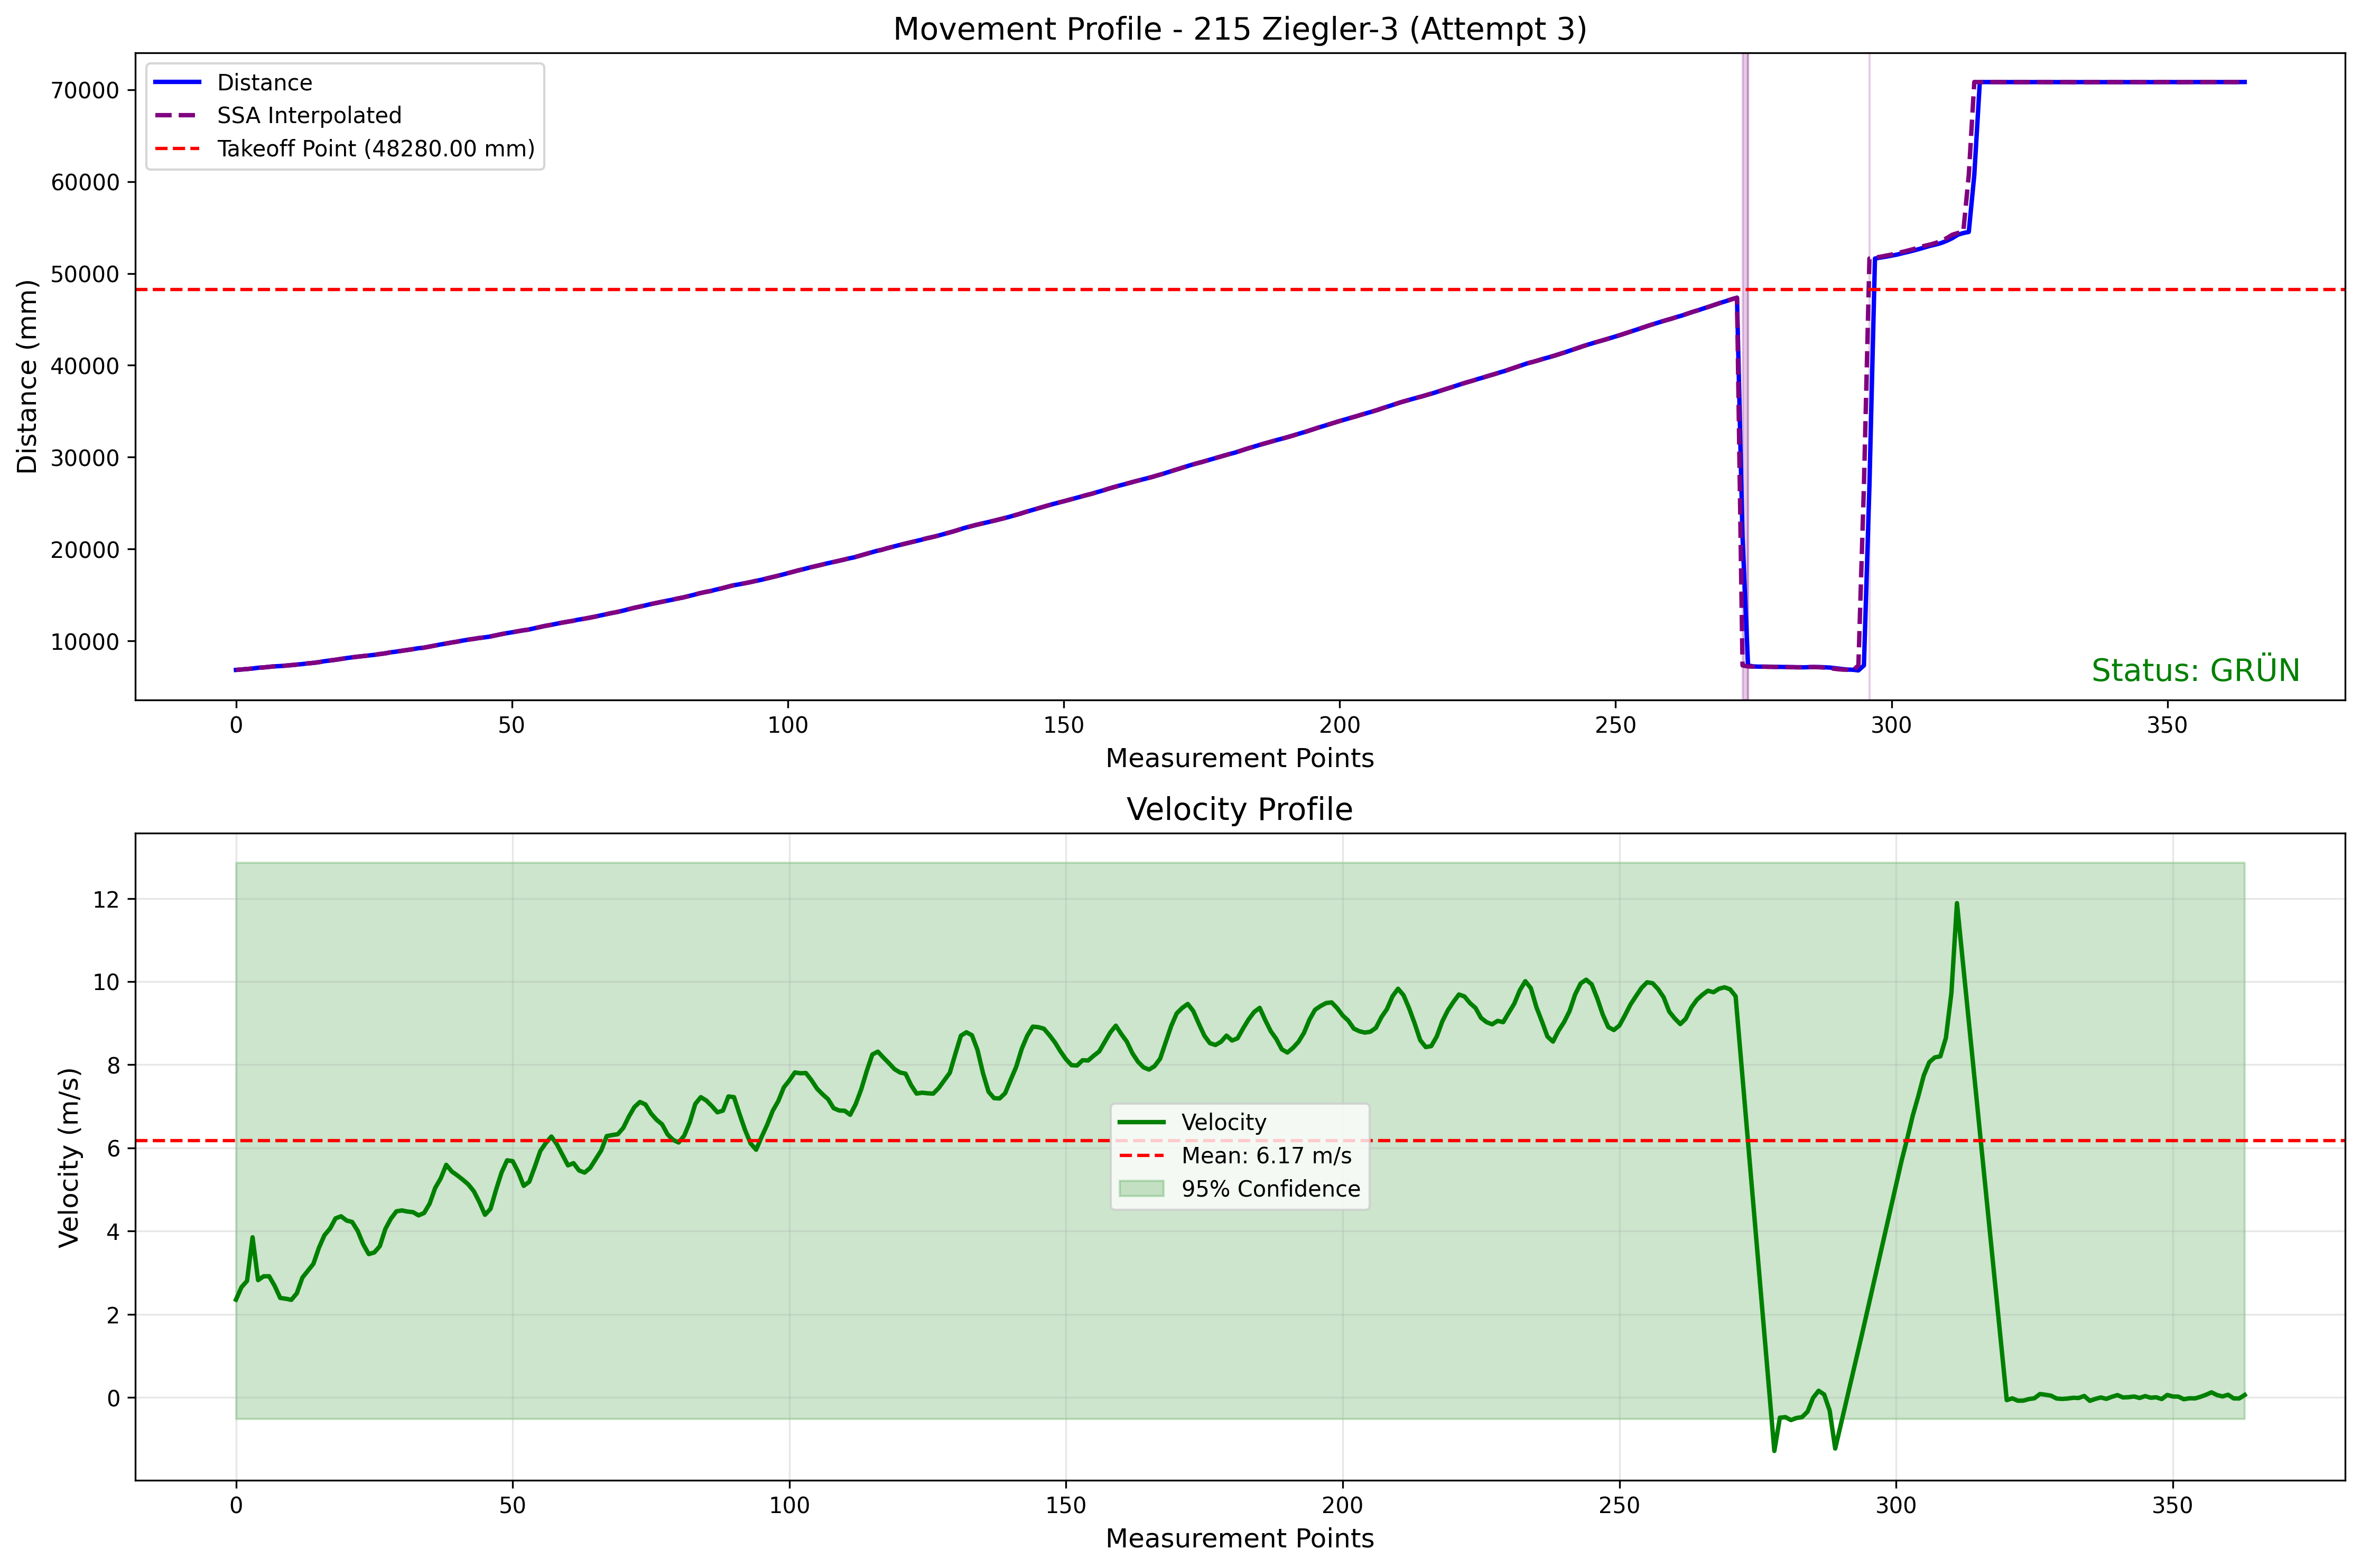 Movement Profile - 215 Ziegler-3 (Attempt 3)
Distance
SSA Interpolated
Takeoff Point (48280.00 mm)
Distance (mm)
70000
60000
50000
40000
30000
20000
10000
Status: GRÜN
0 50 100 150 200 250 300 350
Measurement Points
Velocity Profile
Velocity (m/s)
12
10
8
6
4
2
0
Velocity
Mean: 6.17 m/s
95% Confidence
0 50 100 150 200 250 300 350
Measurement Points